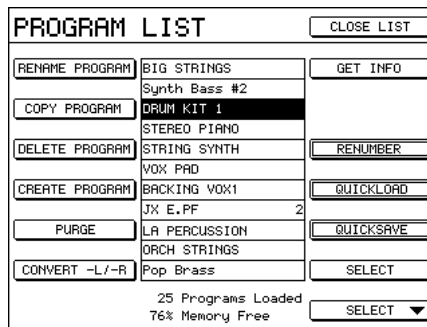 PROGRAM LIST CLOSE LIST
RENAME PROGRAM BIG STRINGS GET INFO
Synth Bass #2
COPY PROGRAM DRUM KIT 1
STEREO PIANO
DELETE PROGRAM STRING SYNTH RENUMBER
VOX PAD
CREATE PROGRAM BACKING VOX1 QUICKLOAD
JX E.PF 2
PURGE LA PERCUSSION QUICKSAVE
ORCH STRINGS
CONVERT -L/-R Pop Brass SELECT
25 Programs Loaded
76% Memory Free SELECT